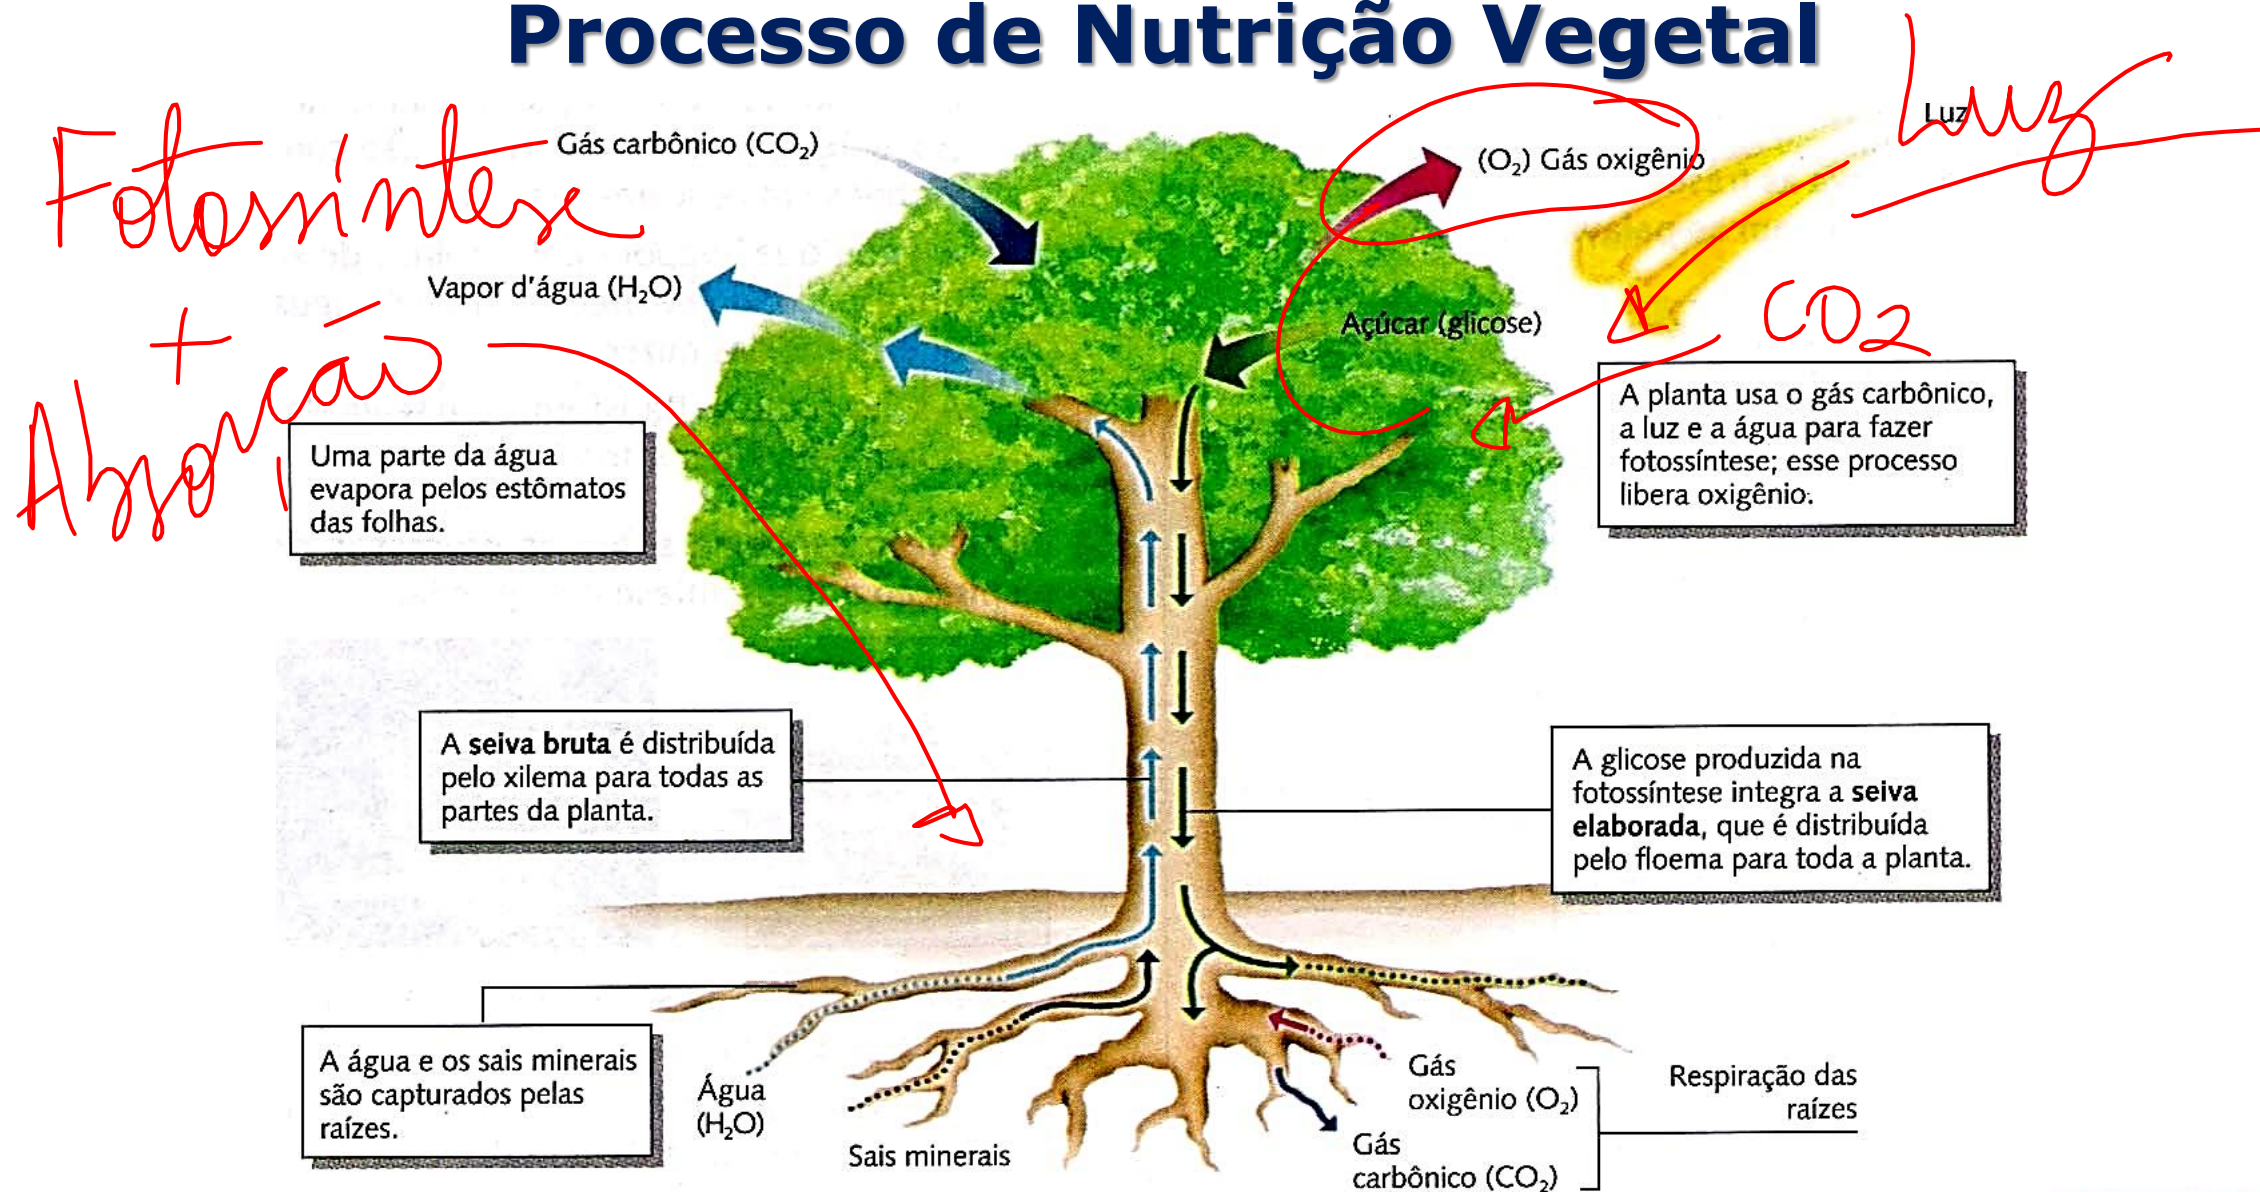 Processo de Nutrição Vegetal
Luz
Luz
Fotossíntese
Gás carbônico (CO₂)
(O₂) Gás oxigênio
Vapor d'água (H₂O)
+
Absorção
Açúcar (glicose)
CO2
Uma parte da água
evapora pelos estômatos
das folhas.
A planta usa o gás carbônico,
a luz e a água para fazer
fotossíntese; esse processo
libera oxigênio.
A seiva bruta é distribuída
pelo xilema para todas as
partes da planta.
A glicose produzida na
fotossíntese integra a seiva
elaborada, que é distribuída
pelo floema para toda a planta.
A água e os sais minerais
são capturados pelas
raízes.
Água
(H₂O)
Sais minerais
Gás
oxigênio (O₂)
Gás
carbônico (CO₂)
Respiração das
raízes